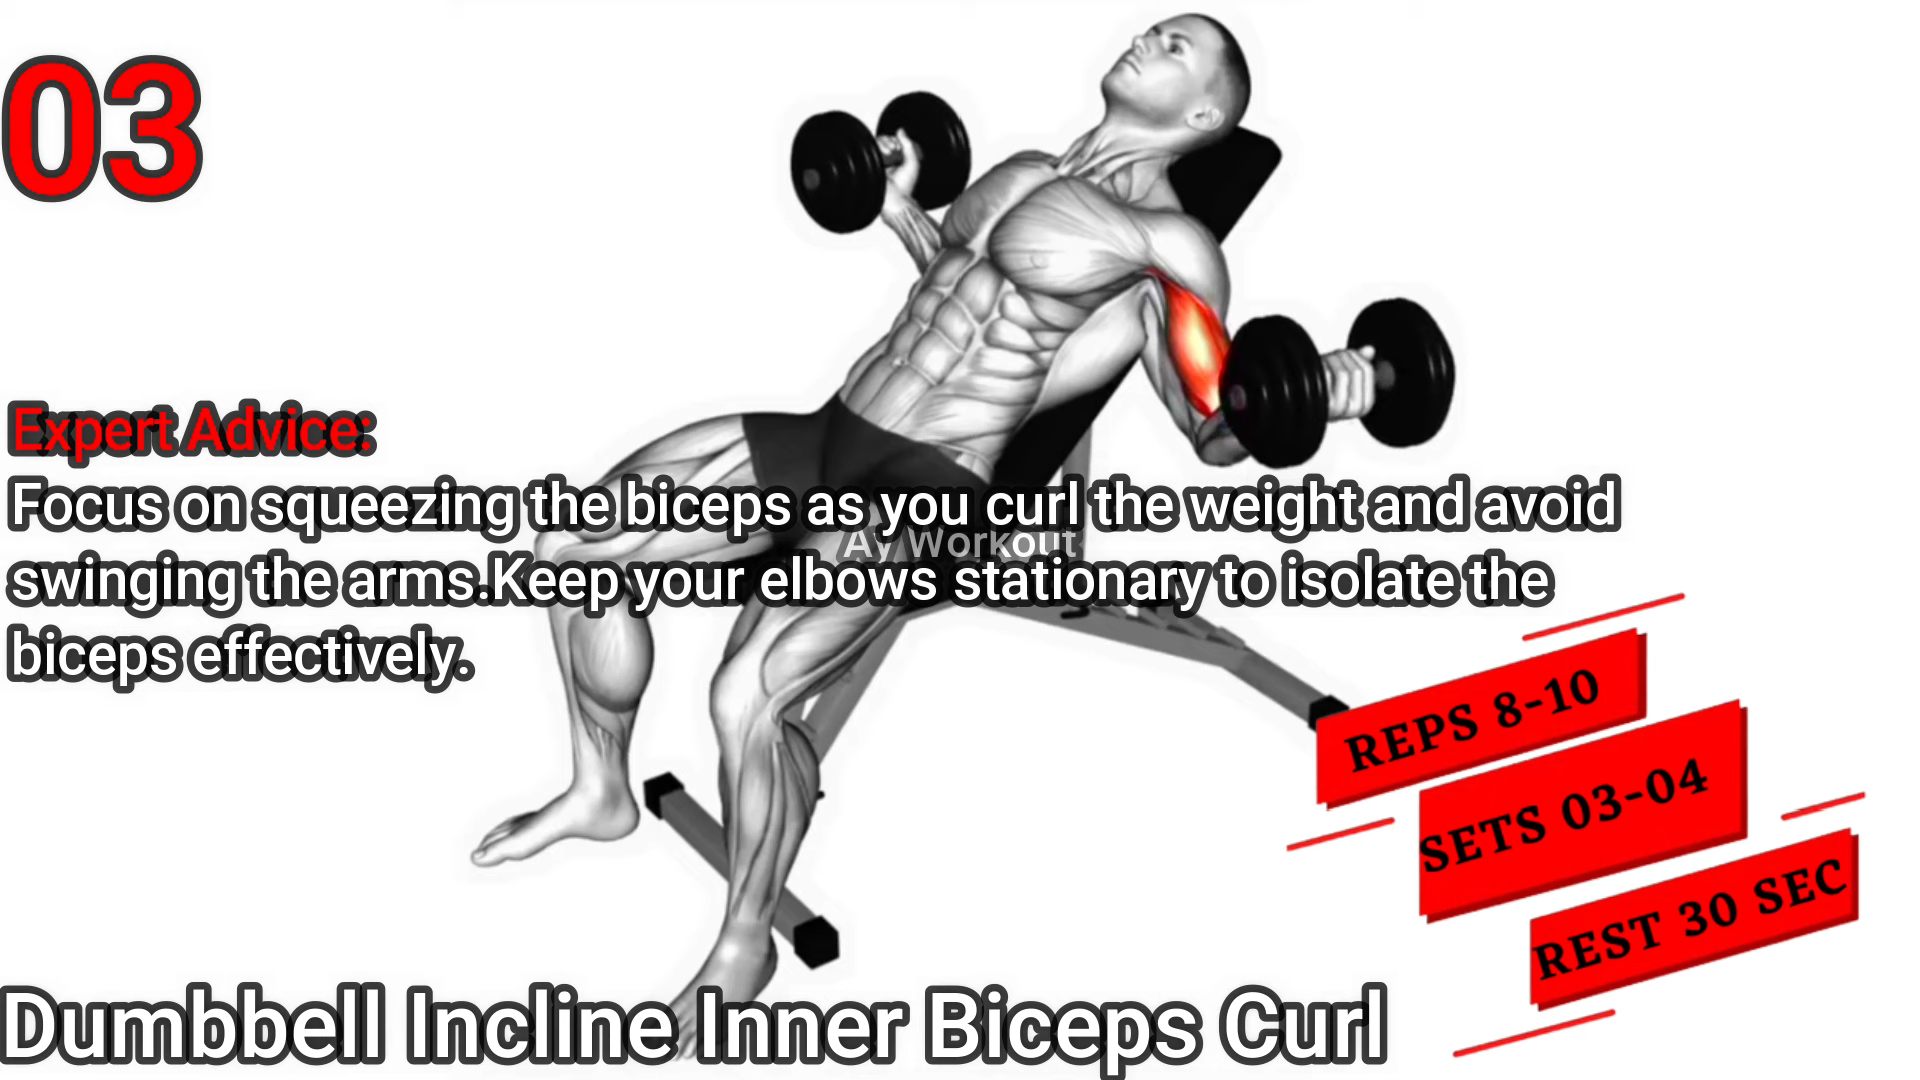 03
Expert Advice:
Focus on squeezing the biceps as you curl the weight and avoid
swinging the arms.Keep your elbows stationary to isolate the
biceps effectively.
Ay Workout
REPS 8-10
SETS 03-04
REST 30 SEC
Dumbbell Incline Inner Biceps Curl